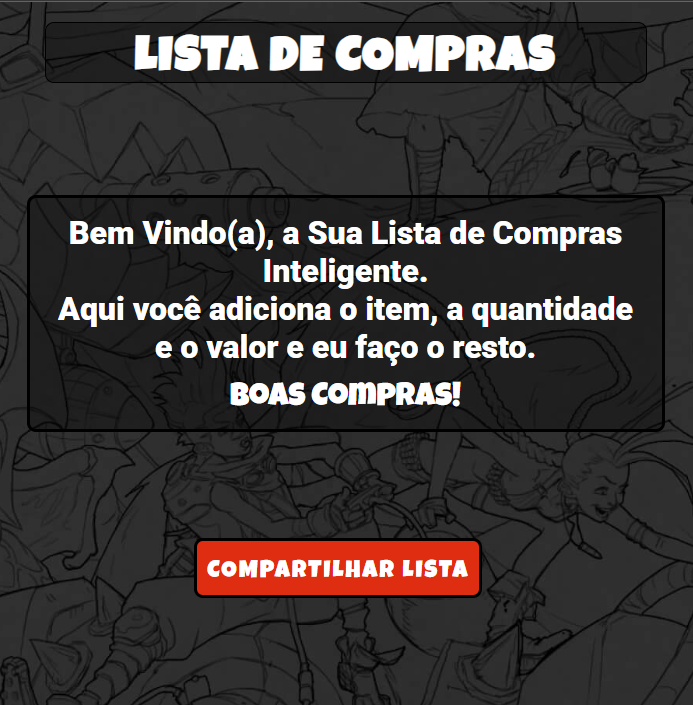 LISTA DE COMPRAS
Bem Vindo(a), a Sua Lista de Compras
Inteligente.
Aqui você adiciona o item, a quantidade
e o valor e eu faço o resto.
BOAS COMPRAS!
COMPARTILHAR LISTA